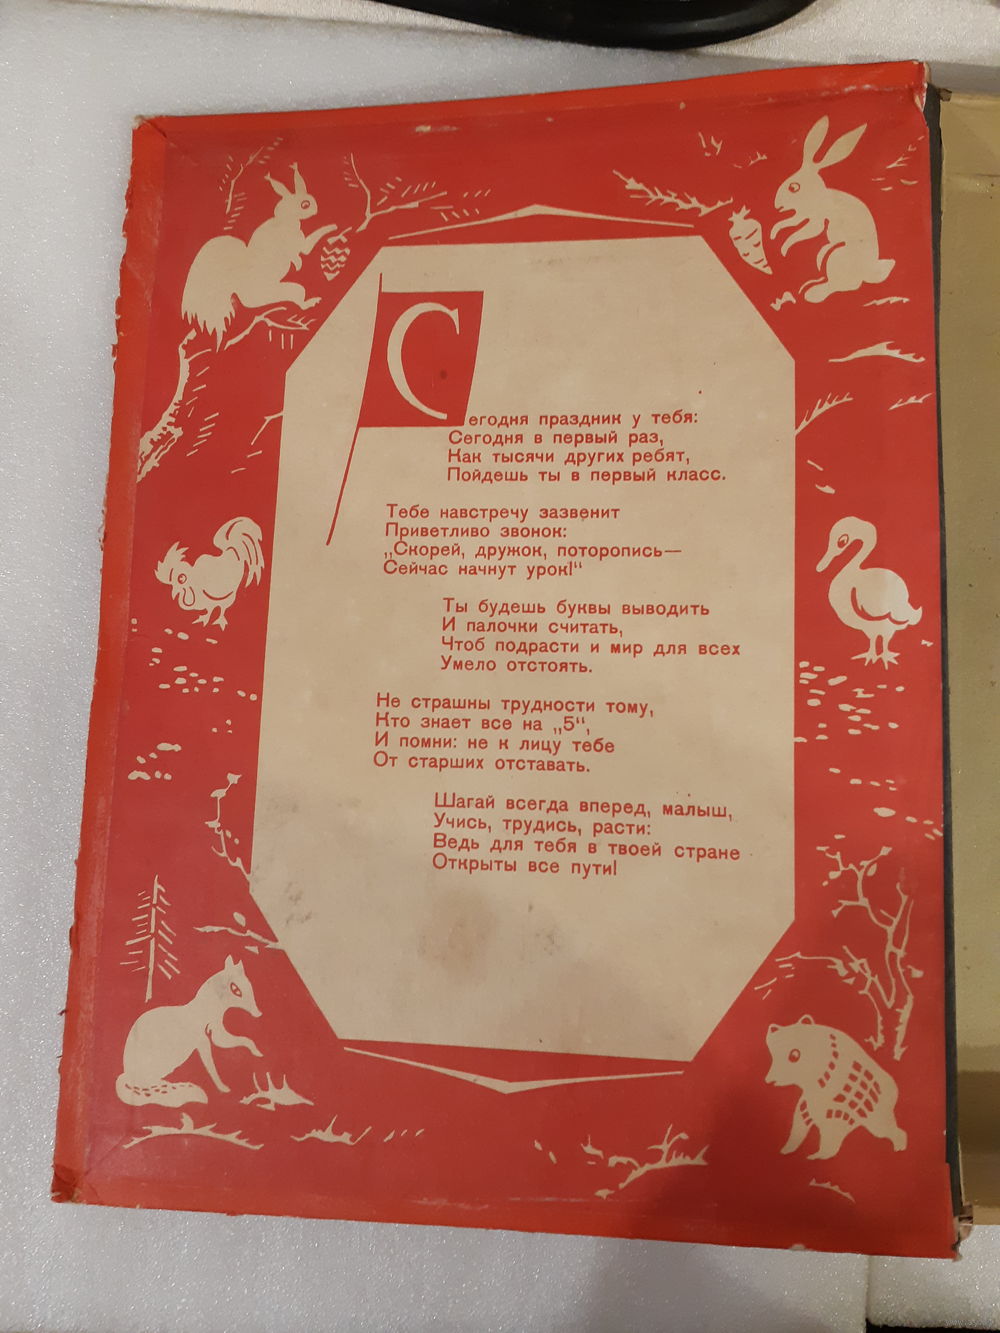 Сегодня праздник у тебя:
Сегодня в первый раз,
Как тысячи других ребят,
Пойдешь ты в первый класс.
Тебе навстречу зазвенит
Приветливо звонок:
„Скорей, дружок, поторопись—
Сейчас начнут урок!“
Ты будешь буквы выводить
И палочки считать,
Чтоб подрасти и мир для всех
Умело отстоять.
Не страшны трудности тому,
Кто знает все на „5“,
И помни: не к лицу тебе
От старших отставать.
Шагай всегда вперед, малыш,
Учись, трудись, расти:
Ведь для тебя в твоей стране
Открыты все пути!